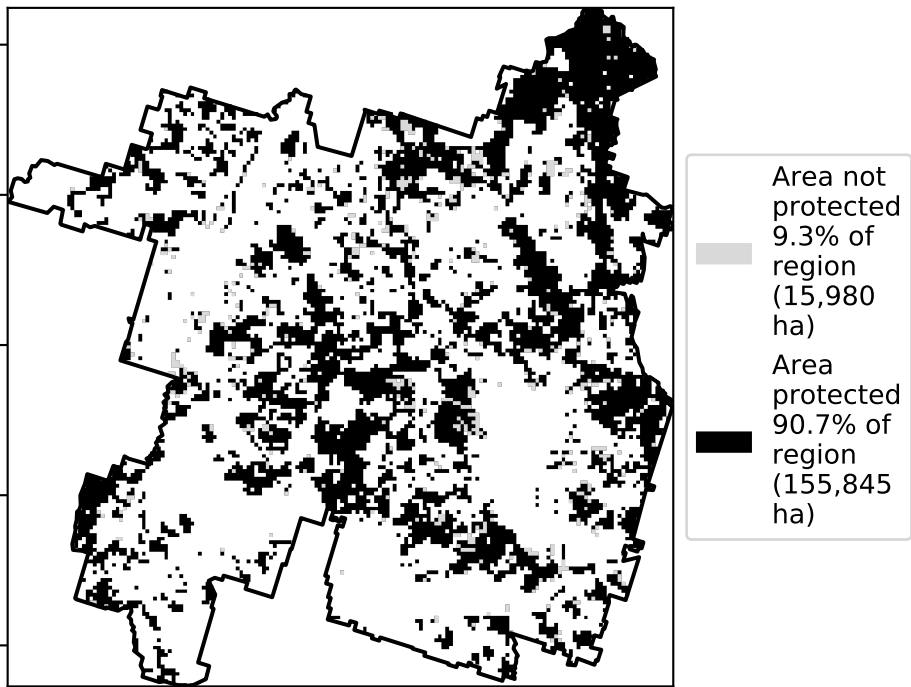 Area not
protected
9.3% of
region
(15,980
ha)
Area
protected
90.7% of
region
(155,845
ha)